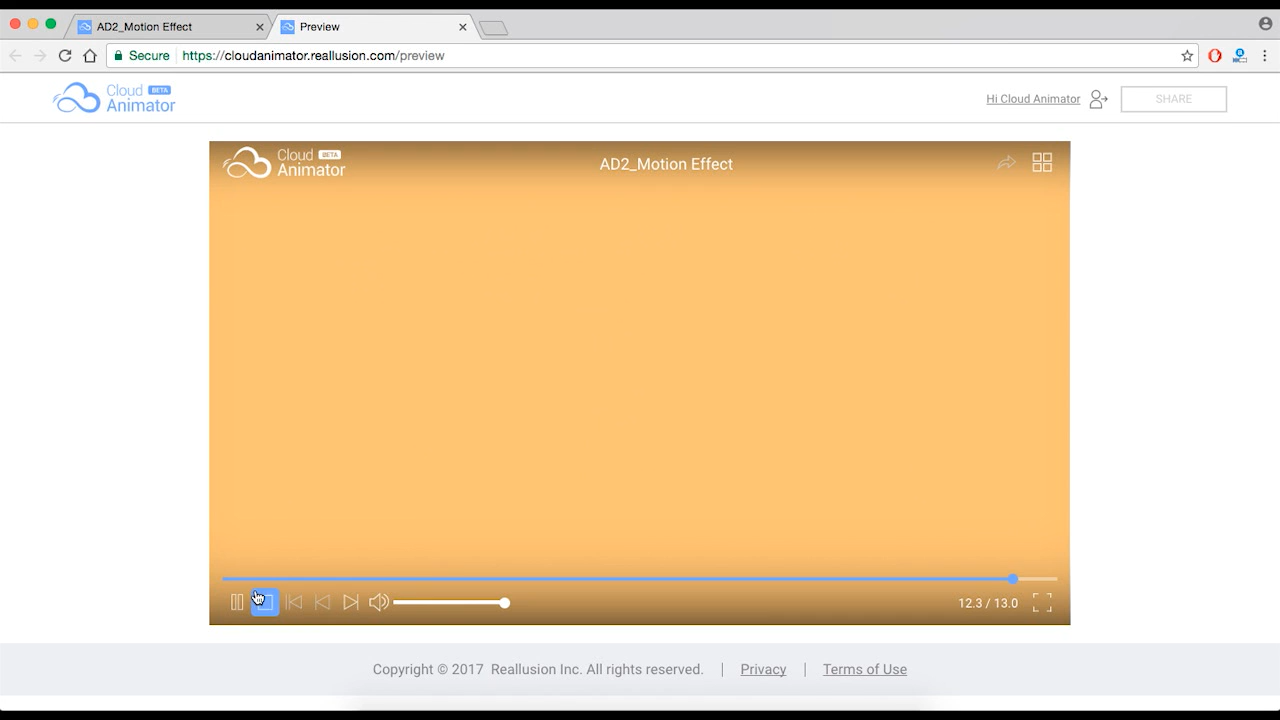 AD2_Motion Effect
Preview
Secure
https://cloudanimator.reallusion.com/preview
Cloud BETA
Animator
Hi Cloud Animator
SHARE
Cloud BETA
Animator
AD2_Motion Effect
12.3 / 13.0
Copyright © 2017 Reallusion Inc. All rights reserved. | Privacy | Terms of Use